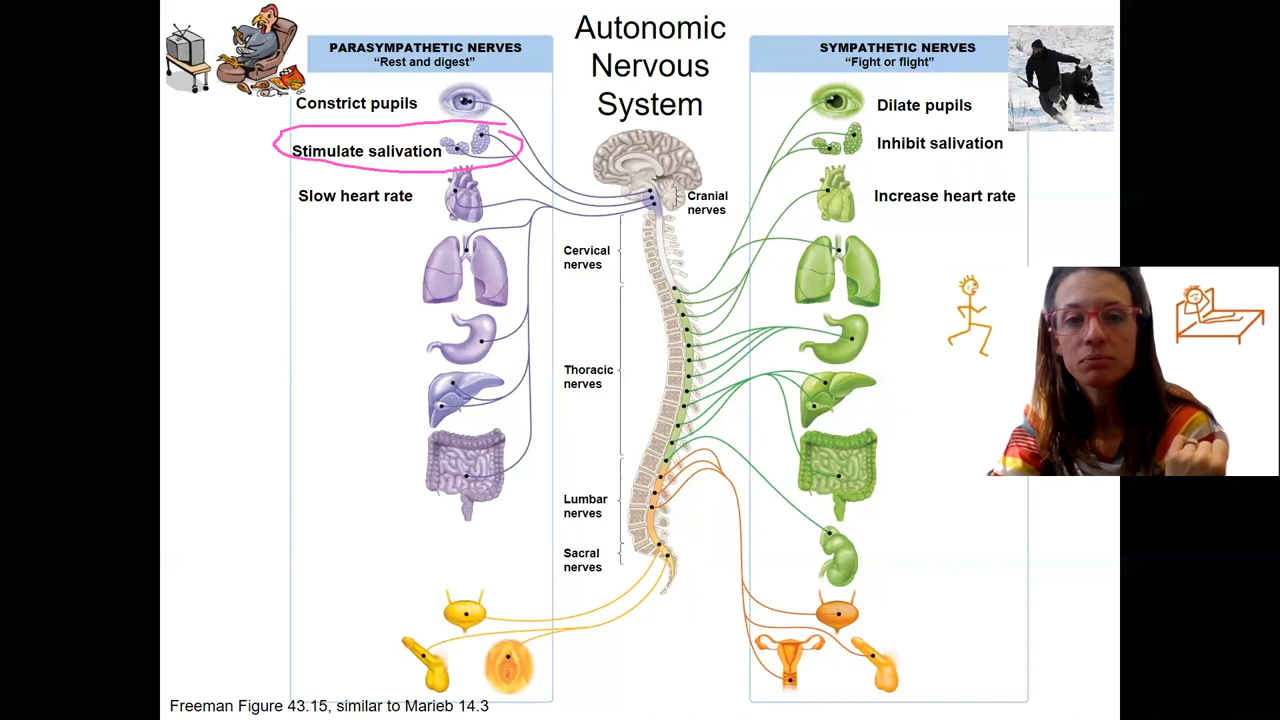 Autonomic
Nervous
System
PARASYMPATHETIC NERVES
"Rest and digest"
Constrict pupils
Stimulate salivation
Slow heart rate
SYMPATHETIC NERVES
"Fight or flight"
Dilate pupils
Inhibit salivation
Increase heart rate
Cranial
nerves
Cervical
nerves
Thoracic
nerves
Lumbar
nerves
Sacral
nerves
Freeman Figure 43.15, similar to Marieb 14.3